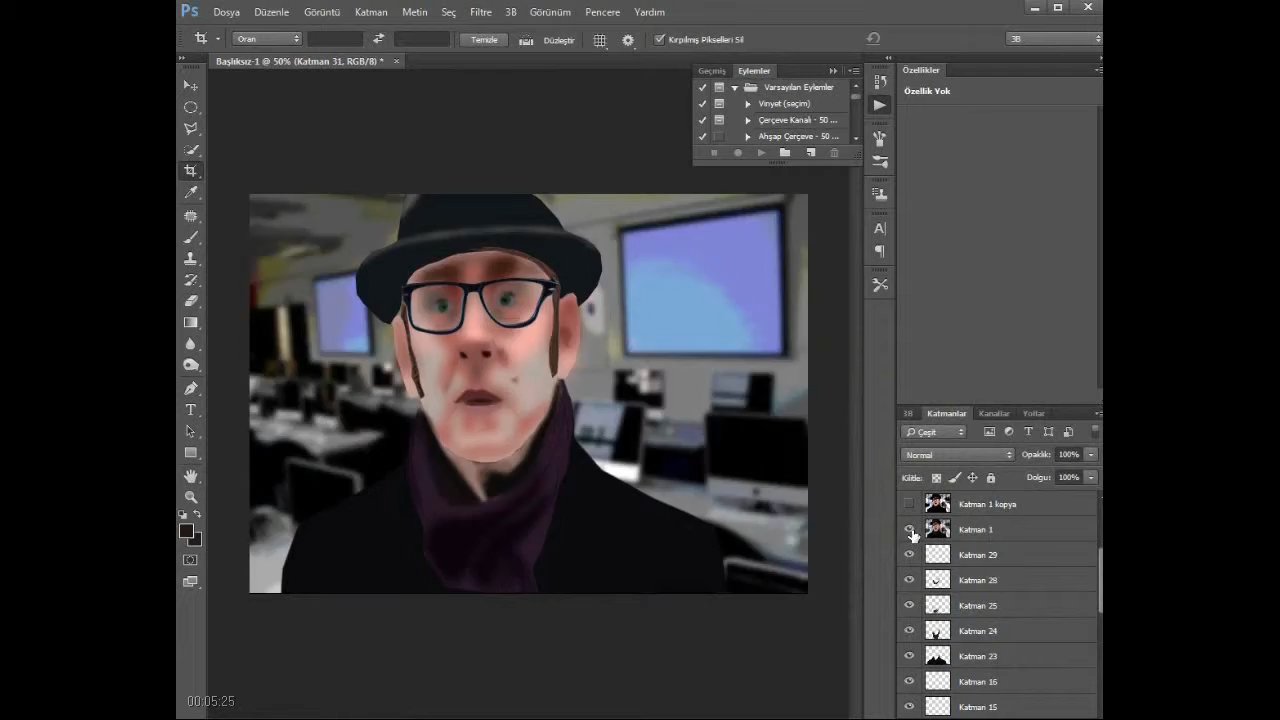 Ps Dosya Düzenle Görüntü Katman Metin Seç Filtre 3B Görünüm Pencere Yardım
Oran Temizle Düzleştir Kırpılmış Pikselleri Sil 3B
Başlıksız-1 @ 50% (Katman 31, RGB/8) *
Geçmiş Eylemler
Varsayılan Eylemler
Vinyet (seçim)
Çerçeve Kanalı - 50 ...
Ahşap Çerçeve - 50 ...
Özellikler
Özellik Yok
3B Katmanlar Kanallar Yollar
Çeşit
Normal Opaklık: 100%
Kilitle: Dolgu: 100%
Katman 1 kopya
Katman 1
Katman 29
Katman 28
Katman 25
Katman 24
Katman 23
Katman 16
Katman 15
00:05:25